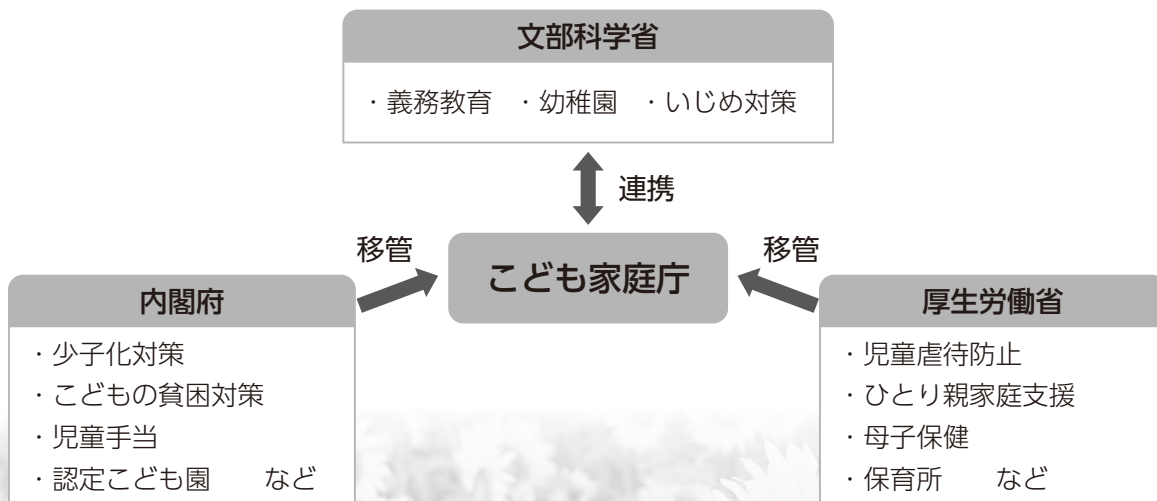 文部科学省
・義務教育 ・幼稚園 ・いじめ対策
連携
移管
こども家庭庁
移管
内閣府
・少子化対策
・こどもの貧困対策
・児童手当
・認定こども園 など
厚生労働省
・児童虐待防止
・ひとり親家庭支援
・母子保健
・保育所 など